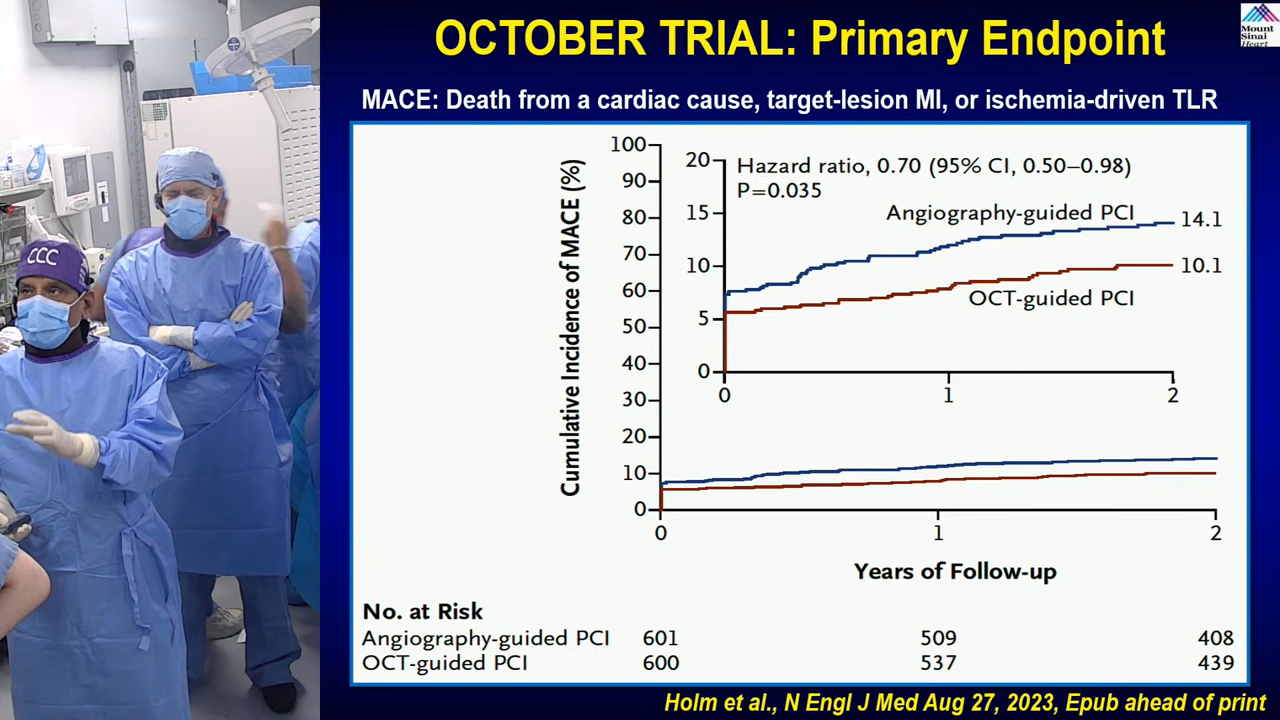 OCTOBER TRIAL: Primary Endpoint
Mount
Sinai
Heart
MACE: Death from a cardiac cause, target-lesion MI, or ischemia-driven TLR
CCC
Cumulative Incidence of MACE (%)
100
90
80
70
60
50
40
30
20
10
0
20
15
10
5
0
Hazard ratio, 0.70 (95% CI, 0.50–0.98)
P=0.035
Angiography-guided PCI
14.1
10.1
OCT-guided PCI
0 1 2
0 1 2
Years of Follow-up
No. at Risk
Angiography-guided PCI 601 509 408
OCT-guided PCI 600 537 439
Holm et al., N Engl J Med Aug 27, 2023, Epub ahead of print